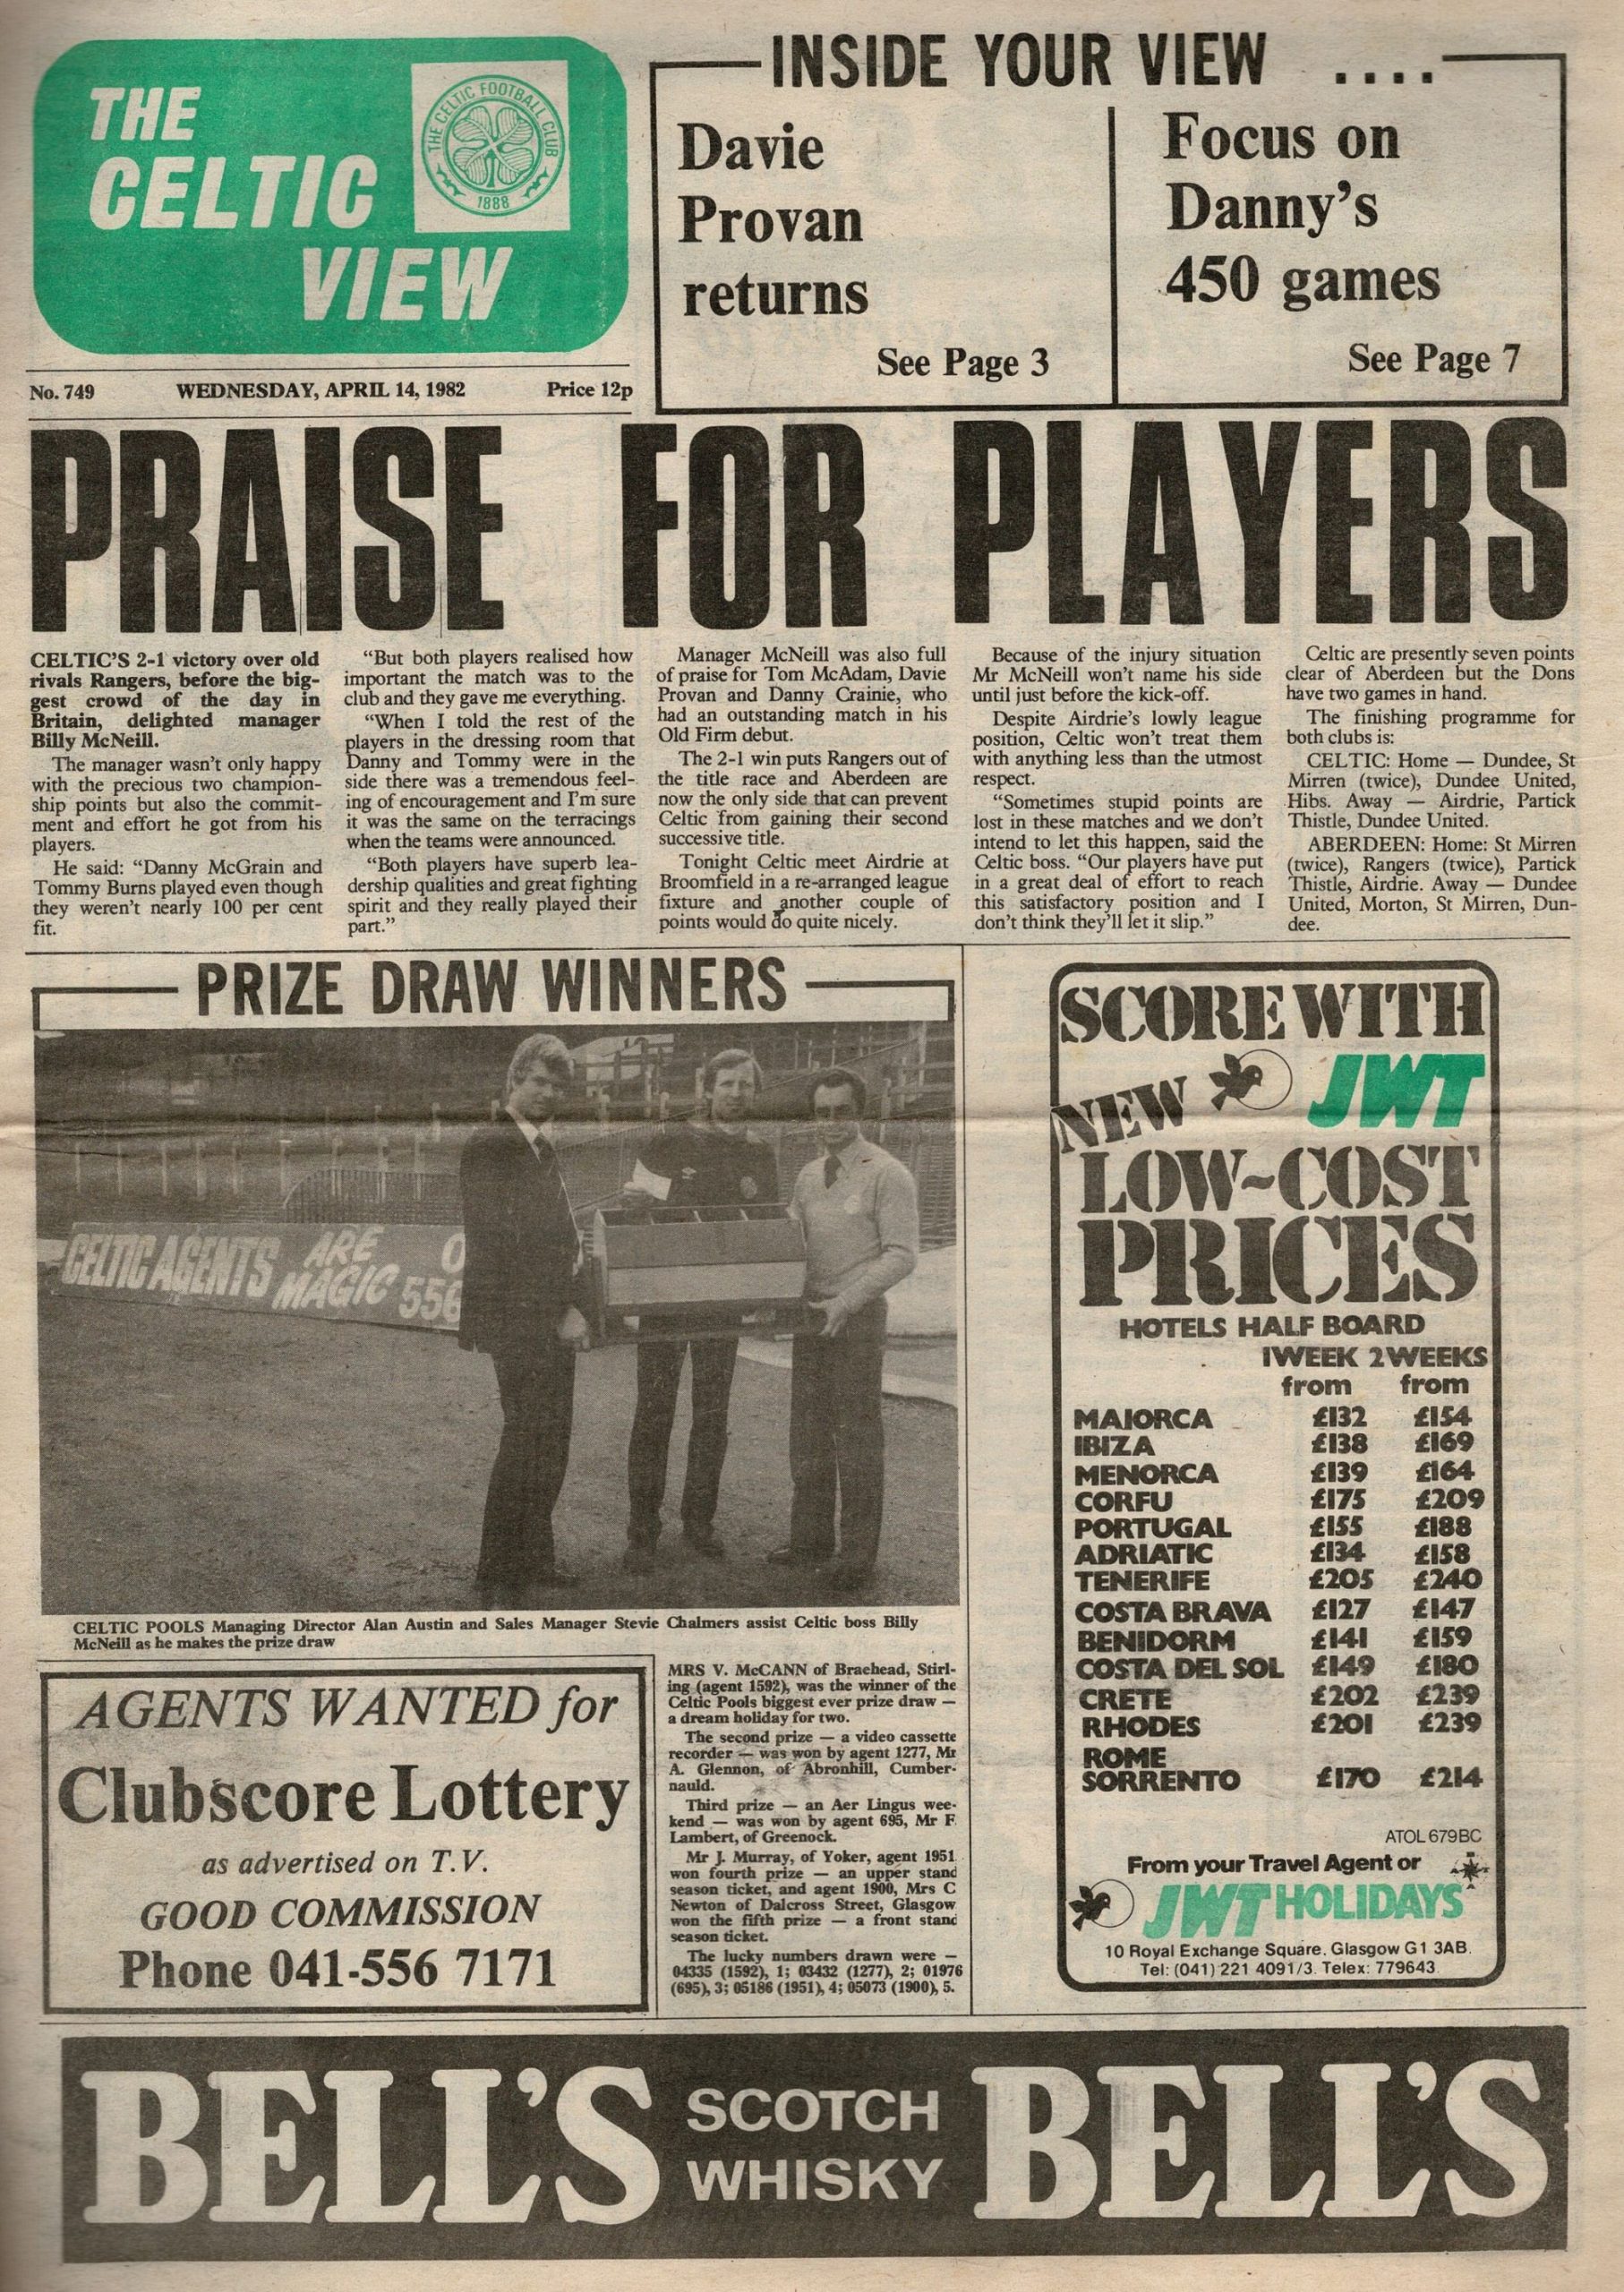 THE
CELTIC
VIEW
THE CELTIC FOOTBALL CLUB
1888
No. 749 WEDNESDAY, APRIL 14, 1982 Price 12p
INSIDE YOUR VIEW ....
Davie
Provan
returns
See Page 3
Focus on
Danny's
450 games
See Page 7
PRAISE FOR PLAYERS
CELTIC'S 2-1 victory over old
rivals Rangers, before the big-
gest crowd of the day in
Britain, delighted manager
Billy McNeill.
The manager wasn't only happy
with the precious two champion-
ship points but also the commit-
ment and effort he got from his
players.
He said: "Danny McGrain and
Tommy Burns played even though
they weren't nearly 100 per cent
fit.
"But both players realised how
important the match was to the
club and they gave me everything.
"When I told the rest of the
players in the dressing room that
Danny and Tommy were in the
side there was a tremendous feel-
ing of encouragement and I'm sure
it was the same on the terracings
when the teams were announced.
"Both players have superb lea-
dership qualities and great fighting
spirit and they really played their
part."
Manager McNeill was also full
of praise for Tom McAdam, Davie
Provan and Danny Crainie, who
had an outstanding match in his
Old Firm debut.
The 2-1 win puts Rangers out of
the title race and Aberdeen are
now the only side that can prevent
Celtic from gaining their second
successive title.
Tonight Celtic meet Airdrie at
Broomfield in a re-arranged league
fixture and another couple of
points would do quite nicely.
Because of the injury situation
Mr McNeill won't name his side
until just before the kick-off.
Despite Airdrie's lowly league
position, Celtic won't treat them
with anything less than the utmost
respect.
"Sometimes stupid points are
lost in these matches and we don't
intend to let this happen, said the
Celtic boss. "Our players have put
in a great deal of effort to reach
this satisfactory position and I
don't think they'll let it slip."
Celtic are presently seven points
clear of Aberdeen but the Dons
have two games in hand.
The finishing programme for
both clubs is:
CELTIC: Home — Dundee, St
Mirren (twice), Dundee United,
Hibs. Away — Airdrie, Partick
Thistle, Dundee United.
ABERDEEN: Home: St Mirren
(twice), Rangers (twice), Partick
Thistle, Airdrie. Away — Dundee
United, Morton, St Mirren, Dun-
dee.
PRIZE DRAW WINNERS
CELTIC AGENTS ARE MAGIC 0
556
CELTIC POOLS Managing Director Alan Austin and Sales Manager Stevie Chalmers assist Celtic boss Billy
McNeill as he makes the prize draw
AGENTS WANTED for
Clubscore Lottery
as advertised on T.V.
GOOD COMMISSION
Phone 041-556 7171
MRS V. McCANN of Braehead, Stirl-
ing (agent 1592), was the winner of the
Celtic Pools biggest ever prize draw —
a dream holiday for two.
The second prize — a video cassette
recorder — was won by agent 1277, Mr
A. Glennon, of Abronhill, Cumber-
nauld.
Third prize — an Aer Lingus wee-
kend — was won by agent 695, Mr F.
Lambert, of Greenock.
Mr J. Murray, of Yoker, agent 1951
won fourth prize — an upper stand
season ticket, and agent 1900, Mrs C
Newton of Dalcross Street, Glasgow
won the fifth prize — a front stand
season ticket.
The lucky numbers drawn were —
04335 (1592), 1; 03432 (1277), 2; 01976
(695), 3; 05186 (1951), 4; 05073 (1900), 5.
SCORE WITH
NEW JWT
LOW-COST
PRICES
HOTELS HALF BOARD
1WEEK 2WEEKS
from from
MAJORCA £132 £154
IBIZA £138 £169
MENORCA £139 £164
CORFU £175 £209
PORTUGAL £155 £188
ADRIATIC £134 £158
TENERIFE £205 £240
COSTA BRAVA £127 £147
BENIDORM £141 £159
COSTA DEL SOL £149 £180
CRETE £202 £239
RHODES £201 £239
ROME
SORRENTO £170 £214
ATOL 679BC
From your Travel Agent or
JWT HOLIDAYS
10 Royal Exchange Square, Glasgow G1 3AB.
Tel: (041) 221 4091/3. Telex: 779643.
BELL'S SCOTCH WHISKY BELL'S